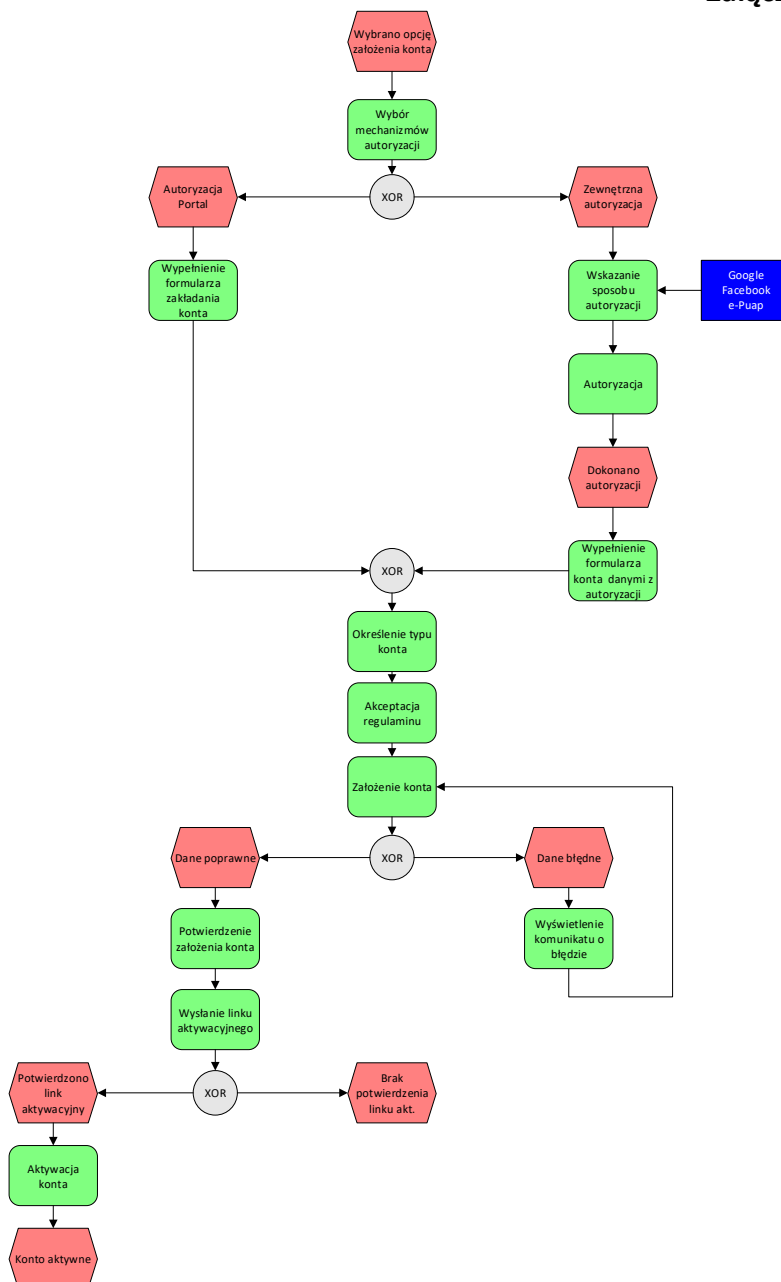 Wybrano opcję
założenia konta
Wybór
mechanizmów
autoryzacji
XOR
Autoryzacja
Portal
Zewnętrzna
autoryzacja
Wypełnienie
formularza
zakładania
konta
Wskazanie
sposobu
autoryzacji
Google
Facebook
e-Puap
Autoryzacja
Dokonano
autoryzacji
XOR
Wypełnienie
formularza
konta danymi z
autoryzacji
Określenie typu
konta
Akceptacja
regulaminu
Założenie konta
Dane poprawne
XOR
Dane błędne
Potwierdzenie
założenia konta
Wyświetlenie
komunikatu o
błędzie
Wysłanie linku
aktywacyjnego
Potwierdzono
link
aktywacyjny
XOR
Brak
potwierdzenia
linku akt.
Aktywacja
konta
Konto aktywne